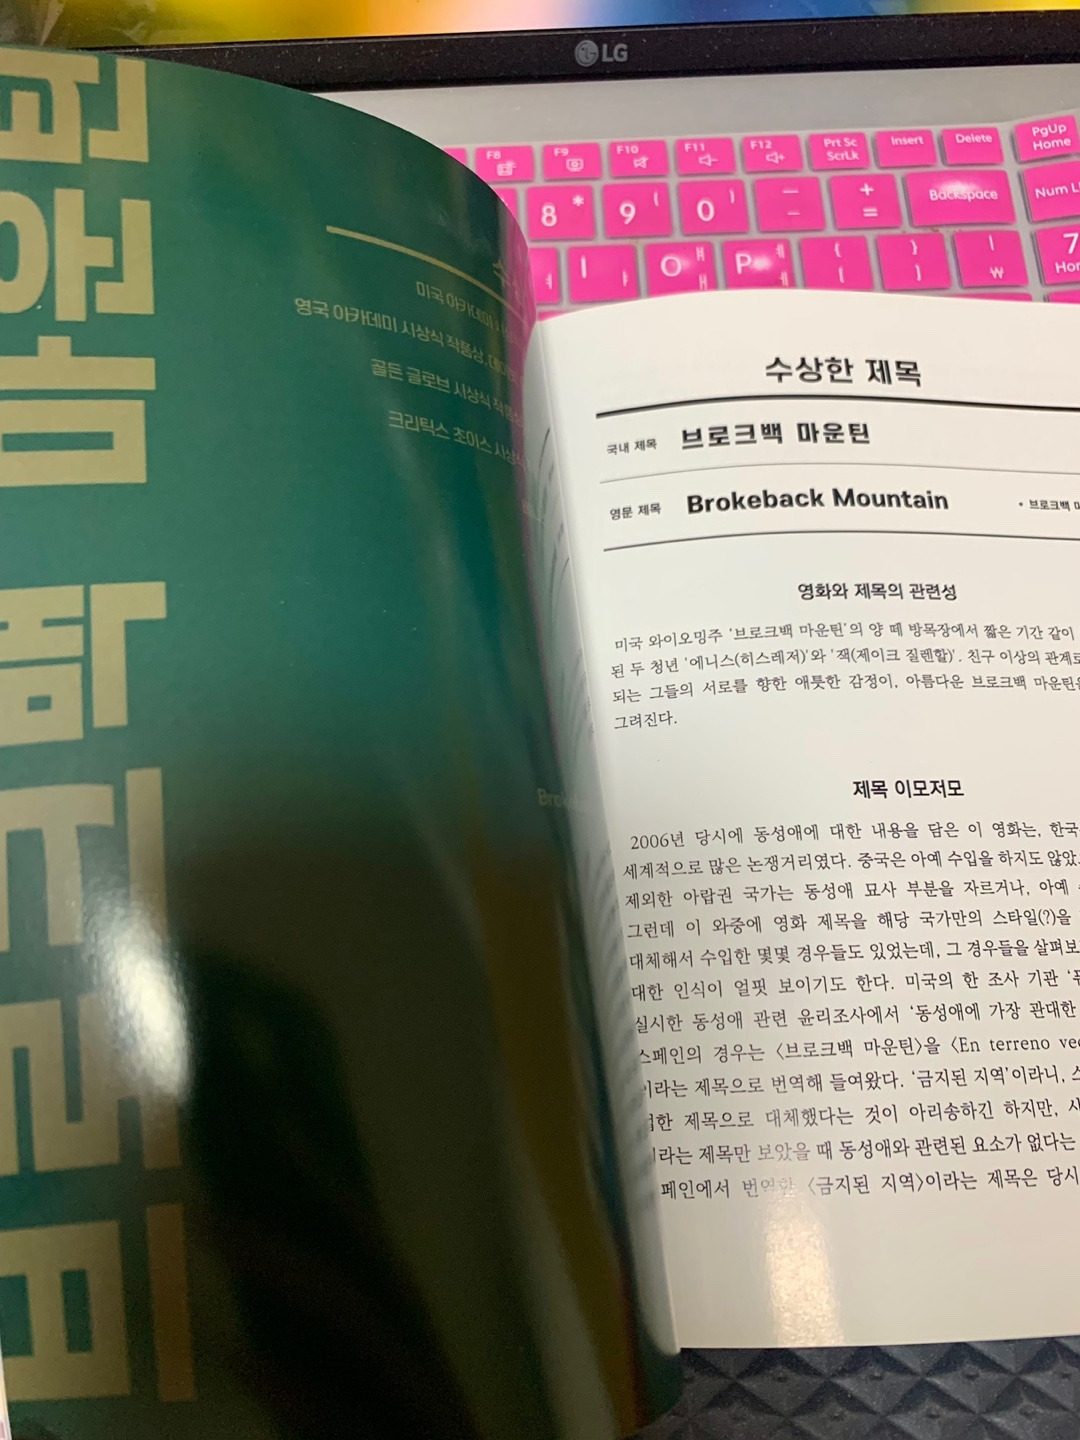 LG
F8
F9
F10
F11
F12
Prt Sc
ScrLk
Insert
Delete
PgUp
Home
8 *
9 (
0 )
+
=
Backspace
Num
7
I ㅑ
O ㅒ ㅐ
P ㅖ ㅔ
{ [
} ]
| ₩
브로크백 마운틴
미국 아카데미
영국 아카데미 시상식 작품상,
골든 글로브 시상식
크리틱스 초이스 시상식
수상한 제목
국내 제목 브로크백 마운틴
영문 제목 Brokeback Mountain • 브로크백
영화와 제목의 관련성
미국 와이오밍주 '브로크백 마운틴'의 양 떼 방목장에서 짧은 기간 같이
된 두 청년 '에니스(히스레저)'와 '잭(제이크 질렌할)'. 친구 이상의 관계로
되는 그들의 서로를 향한 애틋한 감정이, 아름다운 브로크백 마운틴을
그려진다.
제목 이모저모
2006년 당시에 동성애에 대한 내용을 담은 이 영화는, 한국
세계적으로 많은 논쟁거리였다. 중국은 아예 수입을 하지도 않았
제외한 아랍권 국가는 동성애 묘사 부분을 자르거나, 아예
그런데 이 와중에 영화 제목을 해당 국가만의 스타일(?)을
대체해서 수입한 몇몇 경우들도 있었는데, 그 경우들을 살펴보
대한 인식이 얼핏 보이기도 한다. 미국의 한 조사 기관
실시한 동성애 관련 윤리조사에서 '동성애에 가장 관대한
스페인의 경우는 〈브로크백 마운틴〉을 〈En terreno
이라는 제목으로 번역해 들여왔다. '금지된 지역'이라니,
한 제목으로 대체했다는 것이 아리송하긴 하지만,
이라는 제목만 보았을 때 동성애와 관련된 요소가 없다는
페인에서 번역한 〈금지된 지역〉이라는 제목은 당시